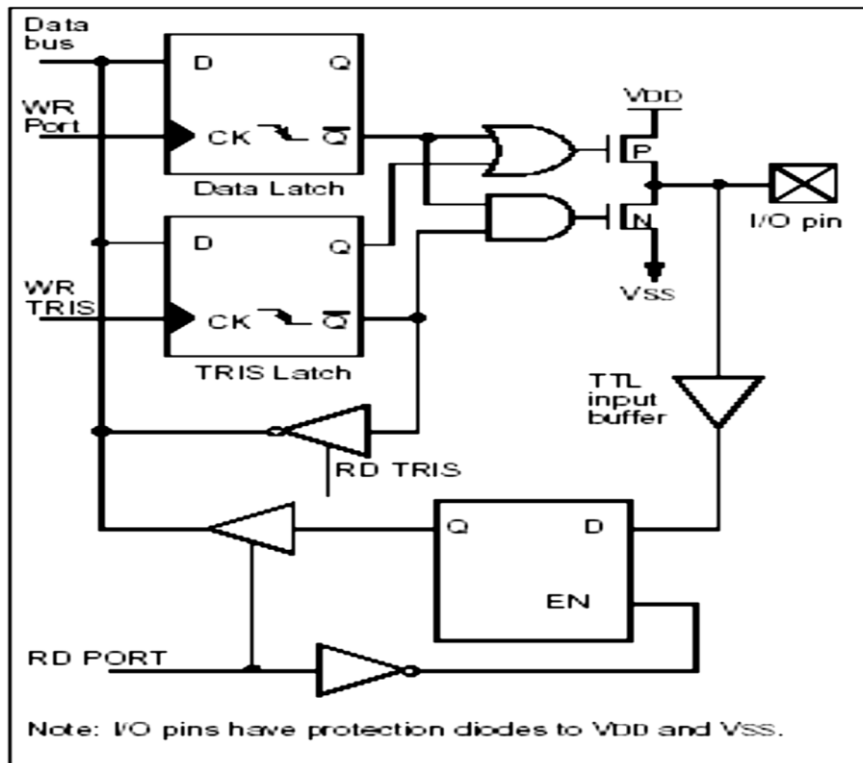 Data
bus
D
Q
WR
Port
CK
Q
Data Latch
VDD
P
I/O pin
N
VSS
D
Q
WR
TRIS
CK
Q
TRIS Latch
TTL
input
buffer
RD TRIS
Q
D
EN
RD PORT
Note: I/O pins have protection diodes to VDD and VSS.